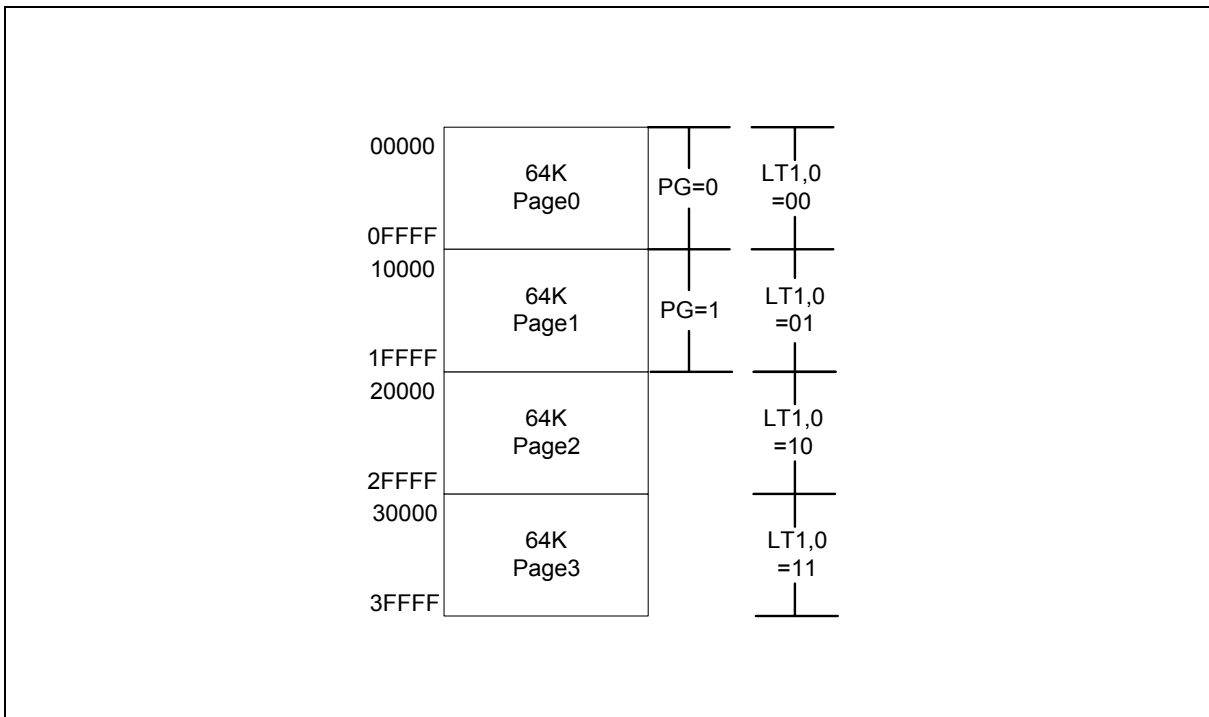 00000
64K
Page0
PG=0
LT1,0
=00
0FFFF
10000
64K
Page1
PG=1
LT1,0
=01
1FFFF
20000
64K
Page2
LT1,0
=10
2FFFF
30000
64K
Page3
LT1,0
=11
3FFFF